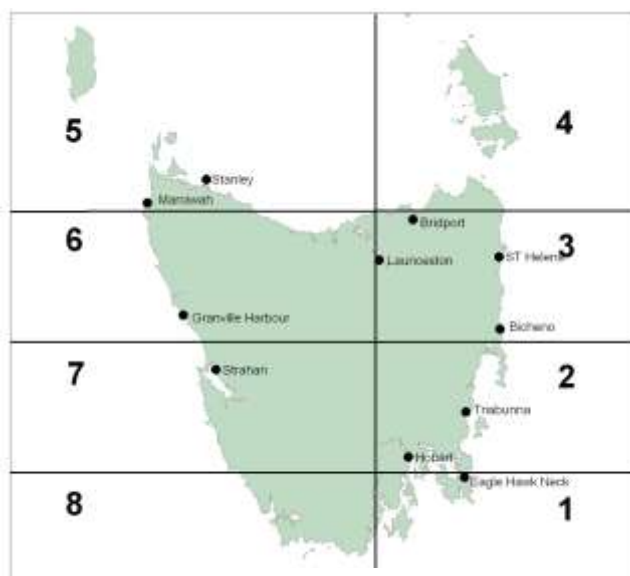 4
5
Stanley
Marrawah
6
Bridport
3
ST Helens
Launceston
Granville Harbour
Bicheno
7
Strahan
2
Triabunna
Hobart
Eagle Hawk Neck
8
1